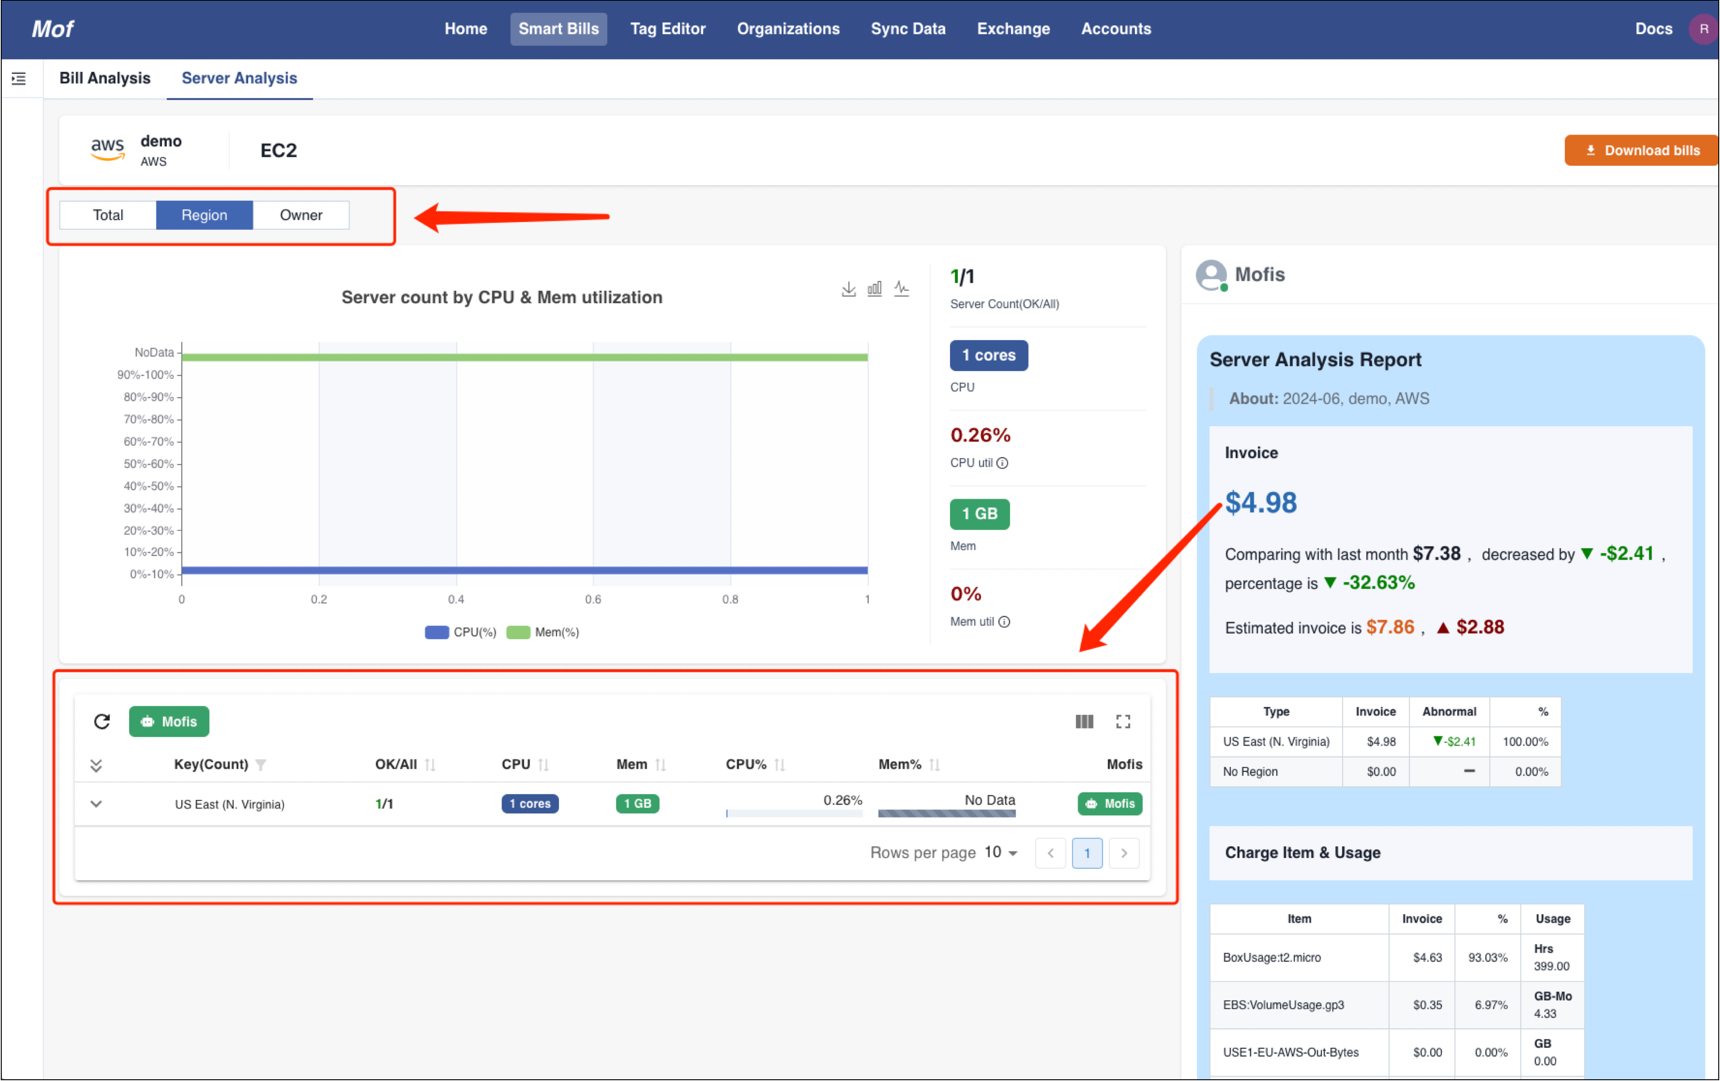 Mof
Home
Smart Bills
Tag Editor
Organizations
Sync Data
Exchange
Accounts
Docs
R
Bill Analysis
Server Analysis
aws
demo
AWS
EC2
Download bills
Total
Region
Owner
Server count by CPU & Mem utilization
NoData
90%-100%
80%-90%
70%-80%
60%-70%
50%-60%
40%-50%
30%-40%
20%-30%
10%-20%
0%-10%
0
0.2
0.4
0.6
0.8
1
CPU(%)
Mem(%)
1/1
Server Count(OK/All)
1 cores
CPU
0.26%
CPU util
1 GB
Mem
0%
Mem util
Mofis
Key(Count)
OK/All
CPU
Mem
CPU%
Mem%
Mofis
US East (N. Virginia)
1/1
1 cores
1 GB
0.26%
No Data
Mofis
Rows per page 10
1
Mofis
Server Analysis Report
About: 2024-06, demo, AWS
Invoice
$4.98
Comparing with last month $7.38 , decreased by ▼ -$2.41 ,
percentage is ▼ -32.63%
Estimated invoice is $7.86 , ▲ $2.88
Type Invoice Abnormal %
US East (N. Virginia) $4.98 ▼-$2.41 100.00%
No Region $0.00 — 0.00%
Charge Item & Usage
Item Invoice % Usage
BoxUsage:t2.micro $4.63 93.03% Hrs
399.00
EBS:VolumeUsage.gp3 $0.35 6.97% GB-Mo
4.33
USE1-EU-AWS-Out-Bytes $0.00 0.00% GB
0.00